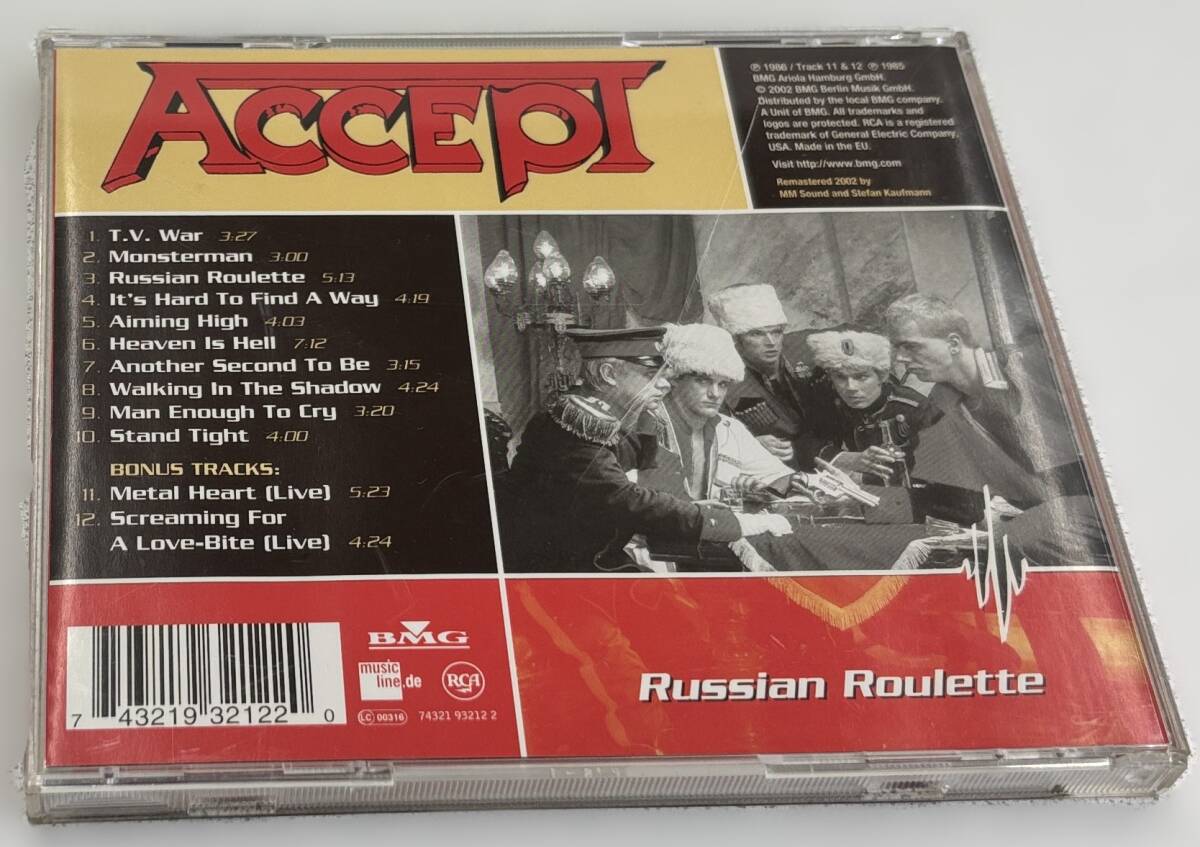 ACCEPT
℗ 1986 / Track 11 & 12 ℗ 1985
BMG Ariola Hamburg GmbH.
© 2002 BMG Berlin Musik GmbH.
Distributed by the local BMG company.
A Unit of BMG. All trademarks and
logos are protected. RCA is a registered
trademark of General Electric Company,
USA. Made in the EU.
Visit http://www.bmg.com
Remastered 2002 by
MM Sound and Stefan Kaufmann
1. T.V. War 3:27
2. Monsterman 3:00
3. Russian Roulette 5:13
4. It's Hard To Find A Way 4:19
5. Aiming High 4:03
6. Heaven Is Hell 7:12
7. Another Second To Be 3:15
8. Walking In The Shadow 4:24
9. Man Enough To Cry 3:20
10. Stand Tight 4:00
BONUS TRACKS:
11. Metal Heart (Live) 5:23
12. Screaming For
A Love-Bite (Live) 4:24
7 43219 32122 0
BMG
music
line.de
RCA
LC 00316
74321 93212 2
Russian Roulette